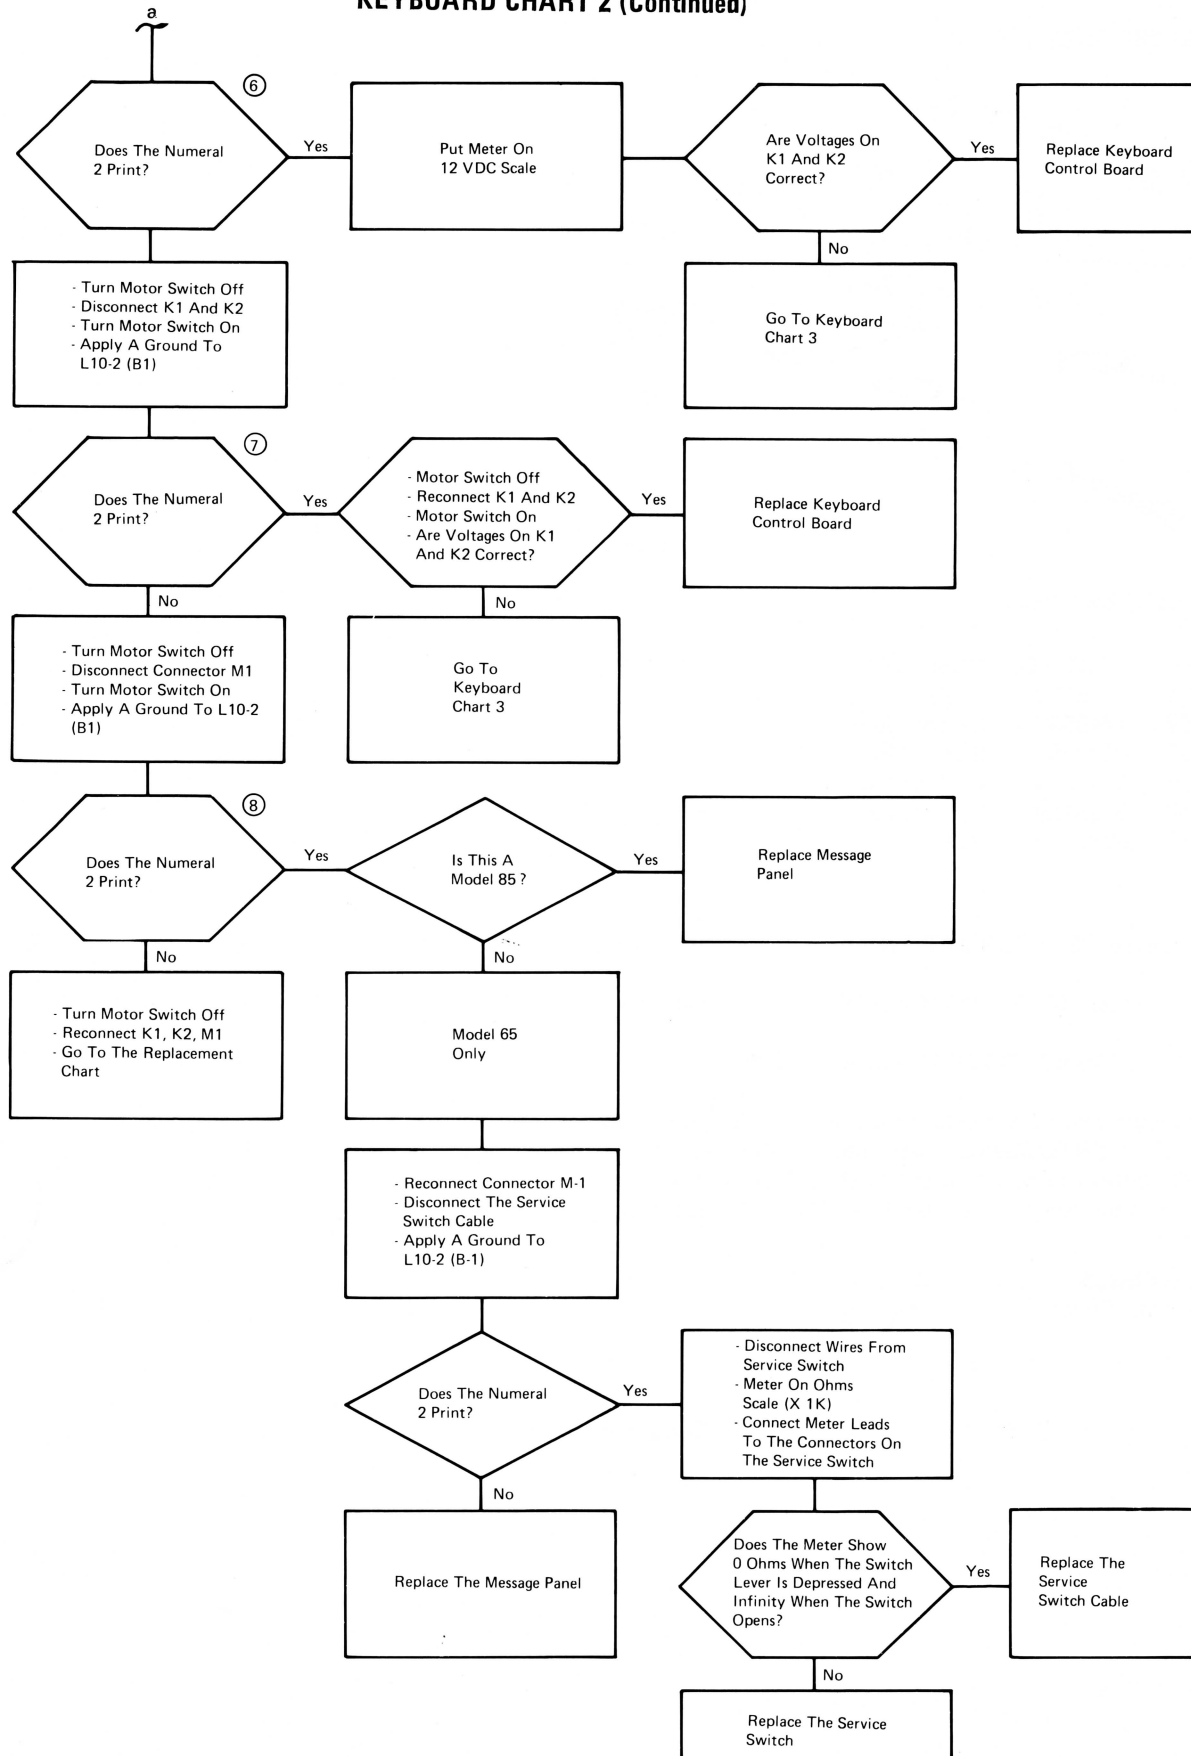 KEYBOARD CHART 2 (Continued)
a
6
Does The Numeral
2 Print?
Yes
Put Meter On
12 VDC Scale
Are Voltages On
K1 And K2
Correct?
Yes
Replace Keyboard
Control Board
No
Go To Keyboard
Chart 3
- Turn Motor Switch Off
- Disconnect K1 And K2
- Turn Motor Switch On
- Apply A Ground To
L10-2 (B1)
7
Does The Numeral
2 Print?
Yes
- Motor Switch Off
- Reconnect K1 And K2
- Motor Switch On
- Are Voltages On K1
And K2 Correct?
Yes
Replace Keyboard
Control Board
No
No
- Turn Motor Switch Off
- Disconnect Connector M1
- Turn Motor Switch On
- Apply A Ground To L10-2
(B1)
Go To
Keyboard
Chart 3
8
Does The Numeral
2 Print?
Yes
Is This A
Model 85 ?
Yes
Replace Message
Panel
No
No
- Turn Motor Switch Off
- Reconnect K1, K2, M1
- Go To The Replacement
Chart
Model 65
Only
- Reconnect Connector M-1
- Disconnect The Service
Switch Cable
- Apply A Ground To
L10-2 (B-1)
Does The Numeral
2 Print?
Yes
- Disconnect Wires From
Service Switch
- Meter On Ohms
Scale (X 1K)
- Connect Meter Leads
To The Connectors On
The Service Switch
No
Replace The Message Panel
Does The Meter Show
0 Ohms When The Switch
Lever Is Depressed And
Infinity When The Switch
Opens?
Yes
Replace The
Service
Switch Cable
No
Replace The Service
Switch